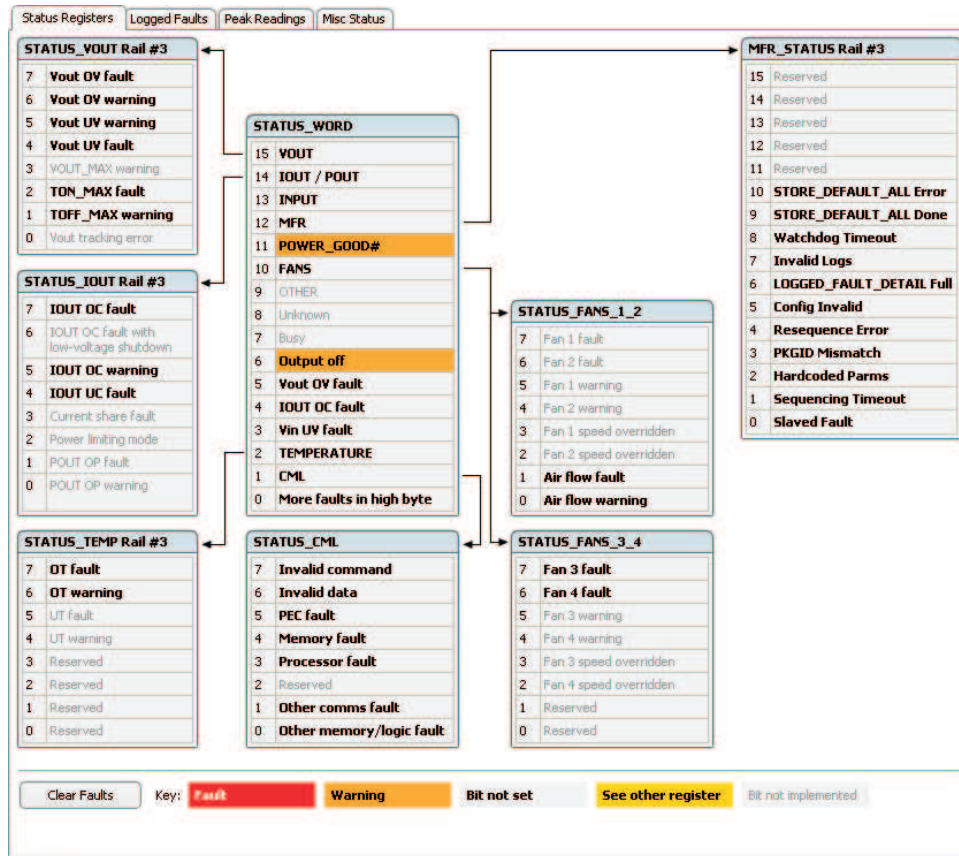 Status Registers
Logged Faults
Peak Readings
Misc Status
STATUS_VOUT Rail #3
7 Vout OV fault
6 Vout OV warning
5 Vout UV warning
4 Vout UV fault
3 VOUT_MAX warning
2 TON_MAX fault
1 TOFF_MAX warning
0 Vout tracking error
STATUS_IOUT Rail #3
7 IOUT OC fault
6 IOUT OC fault with
low-voltage shutdown
5 IOUT OC warning
4 IOUT UC fault
3 Current share fault
2 Power limiting mode
1 POUT OP fault
0 POUT OP warning
STATUS_TEMP Rail #3
7 OT fault
6 OT warning
5 UT fault
4 UT warning
3 Reserved
2 Reserved
1 Reserved
0 Reserved
STATUS_WORD
15 VOUT
14 IOUT / POUT
13 INPUT
12 MFR
11 POWER_GOOD#
10 FANS
9 OTHER
8 Unknown
7 Busy
6 Output off
5 Vout OV fault
4 IOUT OC fault
3 Vin UV fault
2 TEMPERATURE
1 CML
0 More faults in high byte
STATUS_CML
7 Invalid command
6 Invalid data
5 PEC fault
4 Memory fault
3 Processor fault
2 Reserved
1 Other comms fault
0 Other memory/logic fault
STATUS_FANS_1_2
7 Fan 1 fault
6 Fan 2 fault
5 Fan 1 warning
4 Fan 2 warning
3 Fan 1 speed overridden
2 Fan 2 speed overridden
1 Air flow fault
0 Air flow warning
STATUS_FANS_3_4
7 Fan 3 fault
6 Fan 4 fault
5 Fan 3 warning
4 Fan 4 warning
3 Fan 3 speed overridden
2 Fan 4 speed overridden
1 Reserved
0 Reserved
MFR_STATUS Rail #3
15 Reserved
14 Reserved
13 Reserved
12 Reserved
11 Reserved
10 STORE_DEFAULT_ALL Error
9 STORE_DEFAULT_ALL Done
8 Watchdog Timeout
7 Invalid Logs
6 LOGGED_FAULT_DETAIL Full
5 Config Invalid
4 Resequence Error
3 PKGID Mismatch
2 Hardcoded Parms
1 Sequencing Timeout
0 Slaved Fault
Clear Faults
Key:
Fault
Warning
Bit not set
See other register
Bit not implemented